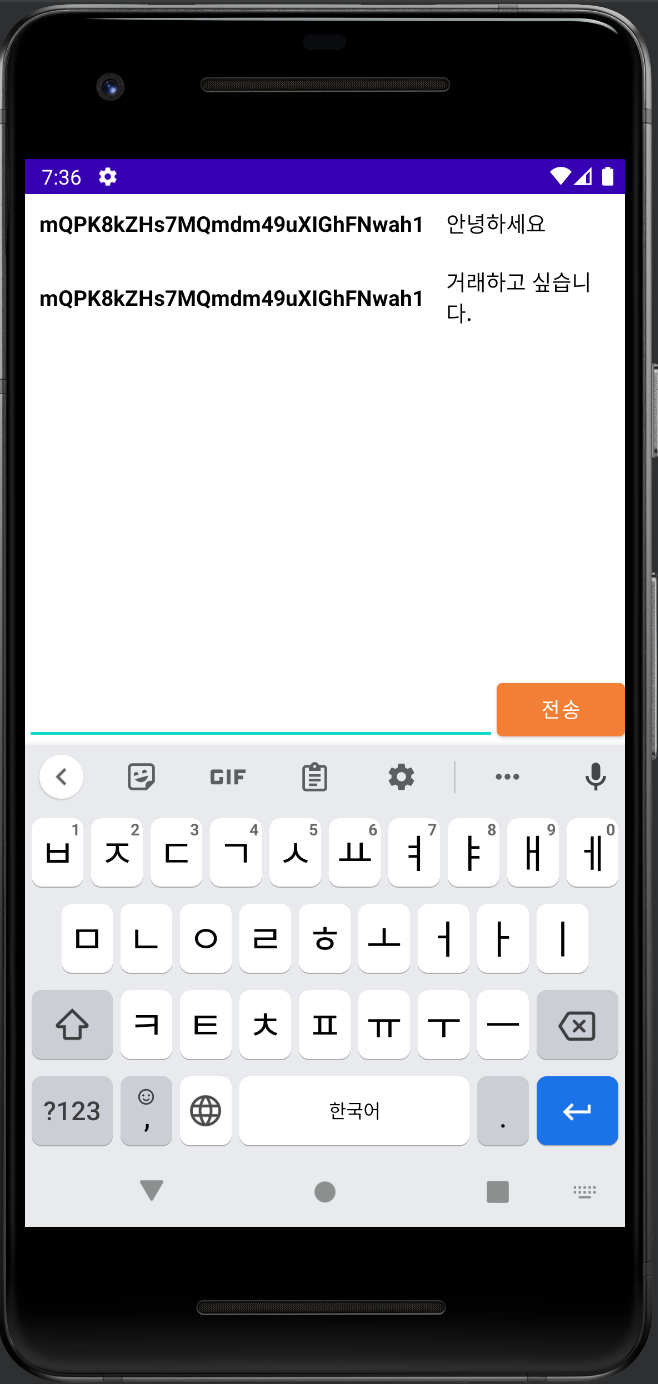 7:36
mQPK8kZHs7MQmdm49uXIGhFNwah1 안녕하세요
mQPK8kZHs7MQmdm49uXIGhFNwah1 거래하고 싶습니
다.
전송
GIF
1 2 3 4 5 6 7 8 9 0
ㅂ ㅈ ㄷ ㄱ ㅅ ㅛ ㅕ ㅑ ㅐ ㅔ
ㅁ ㄴ ㅇ ㄹ ㅎ ㅗ ㅓ ㅏ ㅣ
ㅋ ㅌ ㅊ ㅍ ㅠ ㅜ ㅡ
?123 , 한국어 .